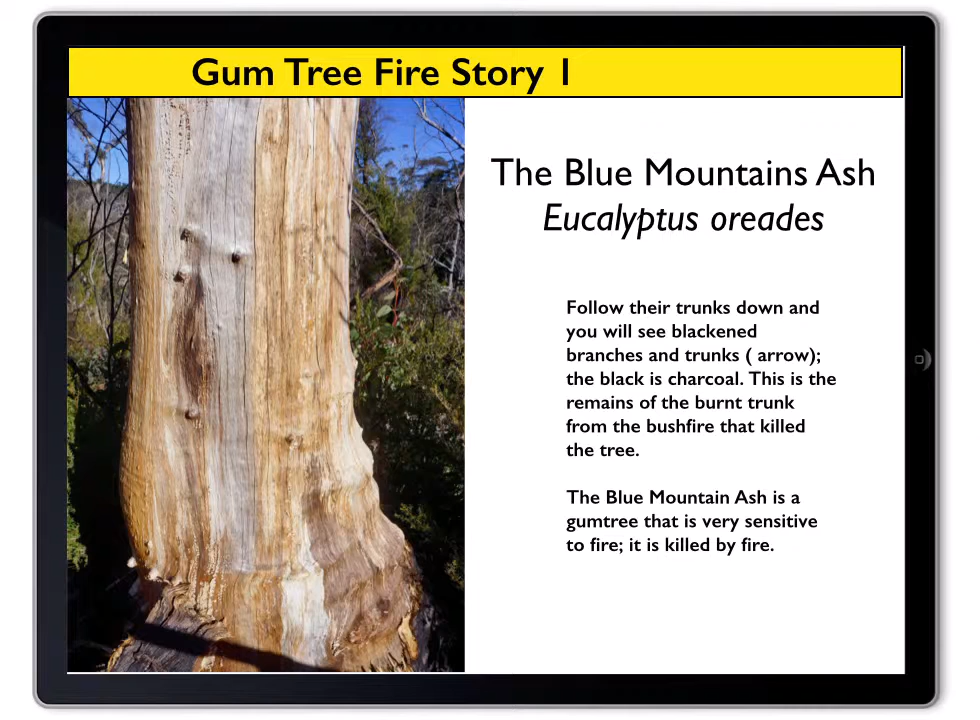 Gum Tree Fire Story 1
The Blue Mountains Ash
Eucalyptus oreades
Follow their trunks down and
you will see blackened
branches and trunks ( arrow);
the black is charcoal. This is the
remains of the burnt trunk
from the bushfire that killed
the tree.
The Blue Mountain Ash is a
gumtree that is very sensitive
to fire; it is killed by fire.